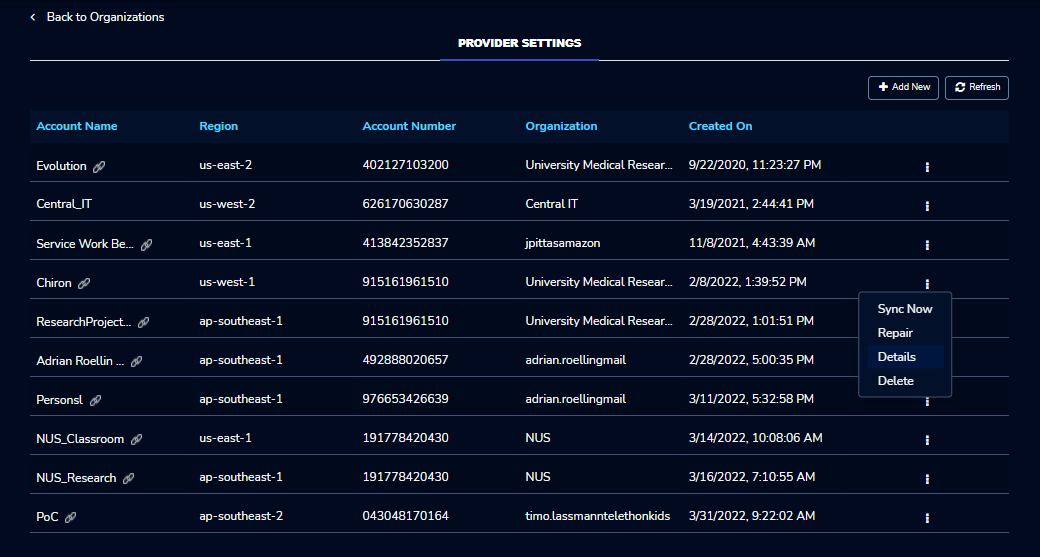 Back to Organizations
PROVIDER SETTINGS
Add New Refresh
Account Name Region Account Number Organization Created On
Evolution us-east-2 402127103200 University Medical Resear... 9/22/2020, 11:23:27 PM
Central_IT us-west-2 626170630287 Central IT 3/19/2021, 2:44:41 PM
Service Work Be... us-east-1 413842352837 jpittasamazon 11/8/2021, 4:43:39 AM
Chiron us-west-1 915161961510 University Medical Resear... 2/8/2022, 1:39:52 PM
Sync Now
ResearchProject... ap-southeast-1 915161961510 University Medical Resear... 2/28/2022, 1:01:51 PM
Repair
Adrian Roellin ... ap-southeast-1 492888020657 adrian.roellingmail 2/28/2022, 5:00:35 PM
Details
Delete
Personsl ap-southeast-1 976653426639 adrian.roellingmail 3/11/2022, 5:32:58 PM
NUS_Classroom us-east-1 191778420430 NUS 3/14/2022, 10:08:06 AM
NUS_Research ap-southeast-1 191778420430 NUS 3/16/2022, 7:10:55 AM
PoC ap-southeast-2 043048170164 timo.lassmanntelethonkids 3/31/2022, 9:22:02 AM